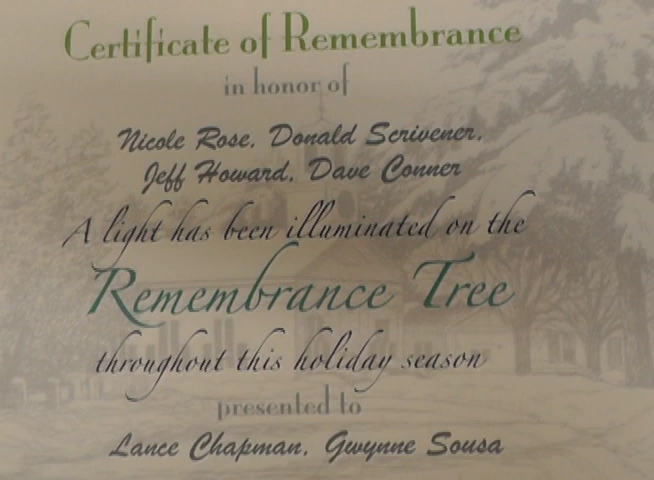 Certificate of Remembrance
in honor of
Nicole Rose, Donald Scrivener,
Jeff Howard, Dave Conner
A light has been illuminated on the
Remembrance Tree
throughout this holiday season
presented to
Lance Chapman, Gwynne Sousa